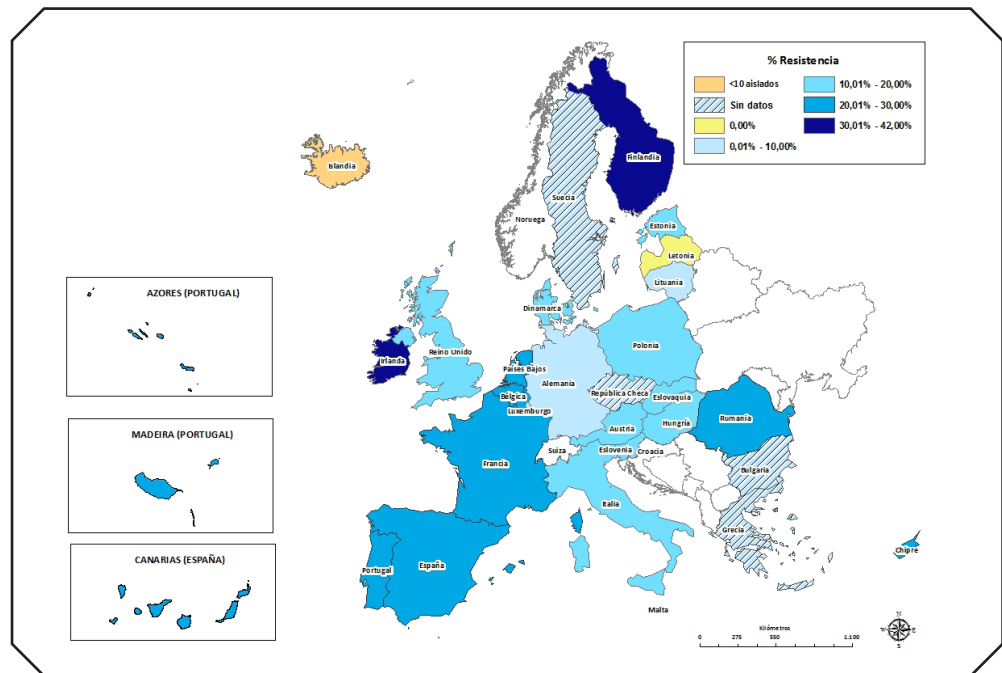 % Resistencia
<10 aislados
Sin datos
0,00%
0,01% - 10,00%
10,01% - 20,00%
20,01% - 30,00%
30,01% - 42,00%
Islandia
Finlandia
Suecia
Noruega
Estonia
Letonia
Lituania
Dinamarca
Reino Unido
Irlanda
Polonia
Países Bajos
Alemania
Bélgica
República Checa
Luxemburgo
Eslovaquia
Austria
Hungría
Rumania
Suiza
Eslovenia
Croacia
Francia
Bulgaria
Italia
Grecia
Chipre
Portugal
España
Malta
AZORES (PORTUGAL)
MADEIRA (PORTUGAL)
CANARIAS (ESPAÑA)
Kilómetros
0 275 550 1.100
N
W E
S